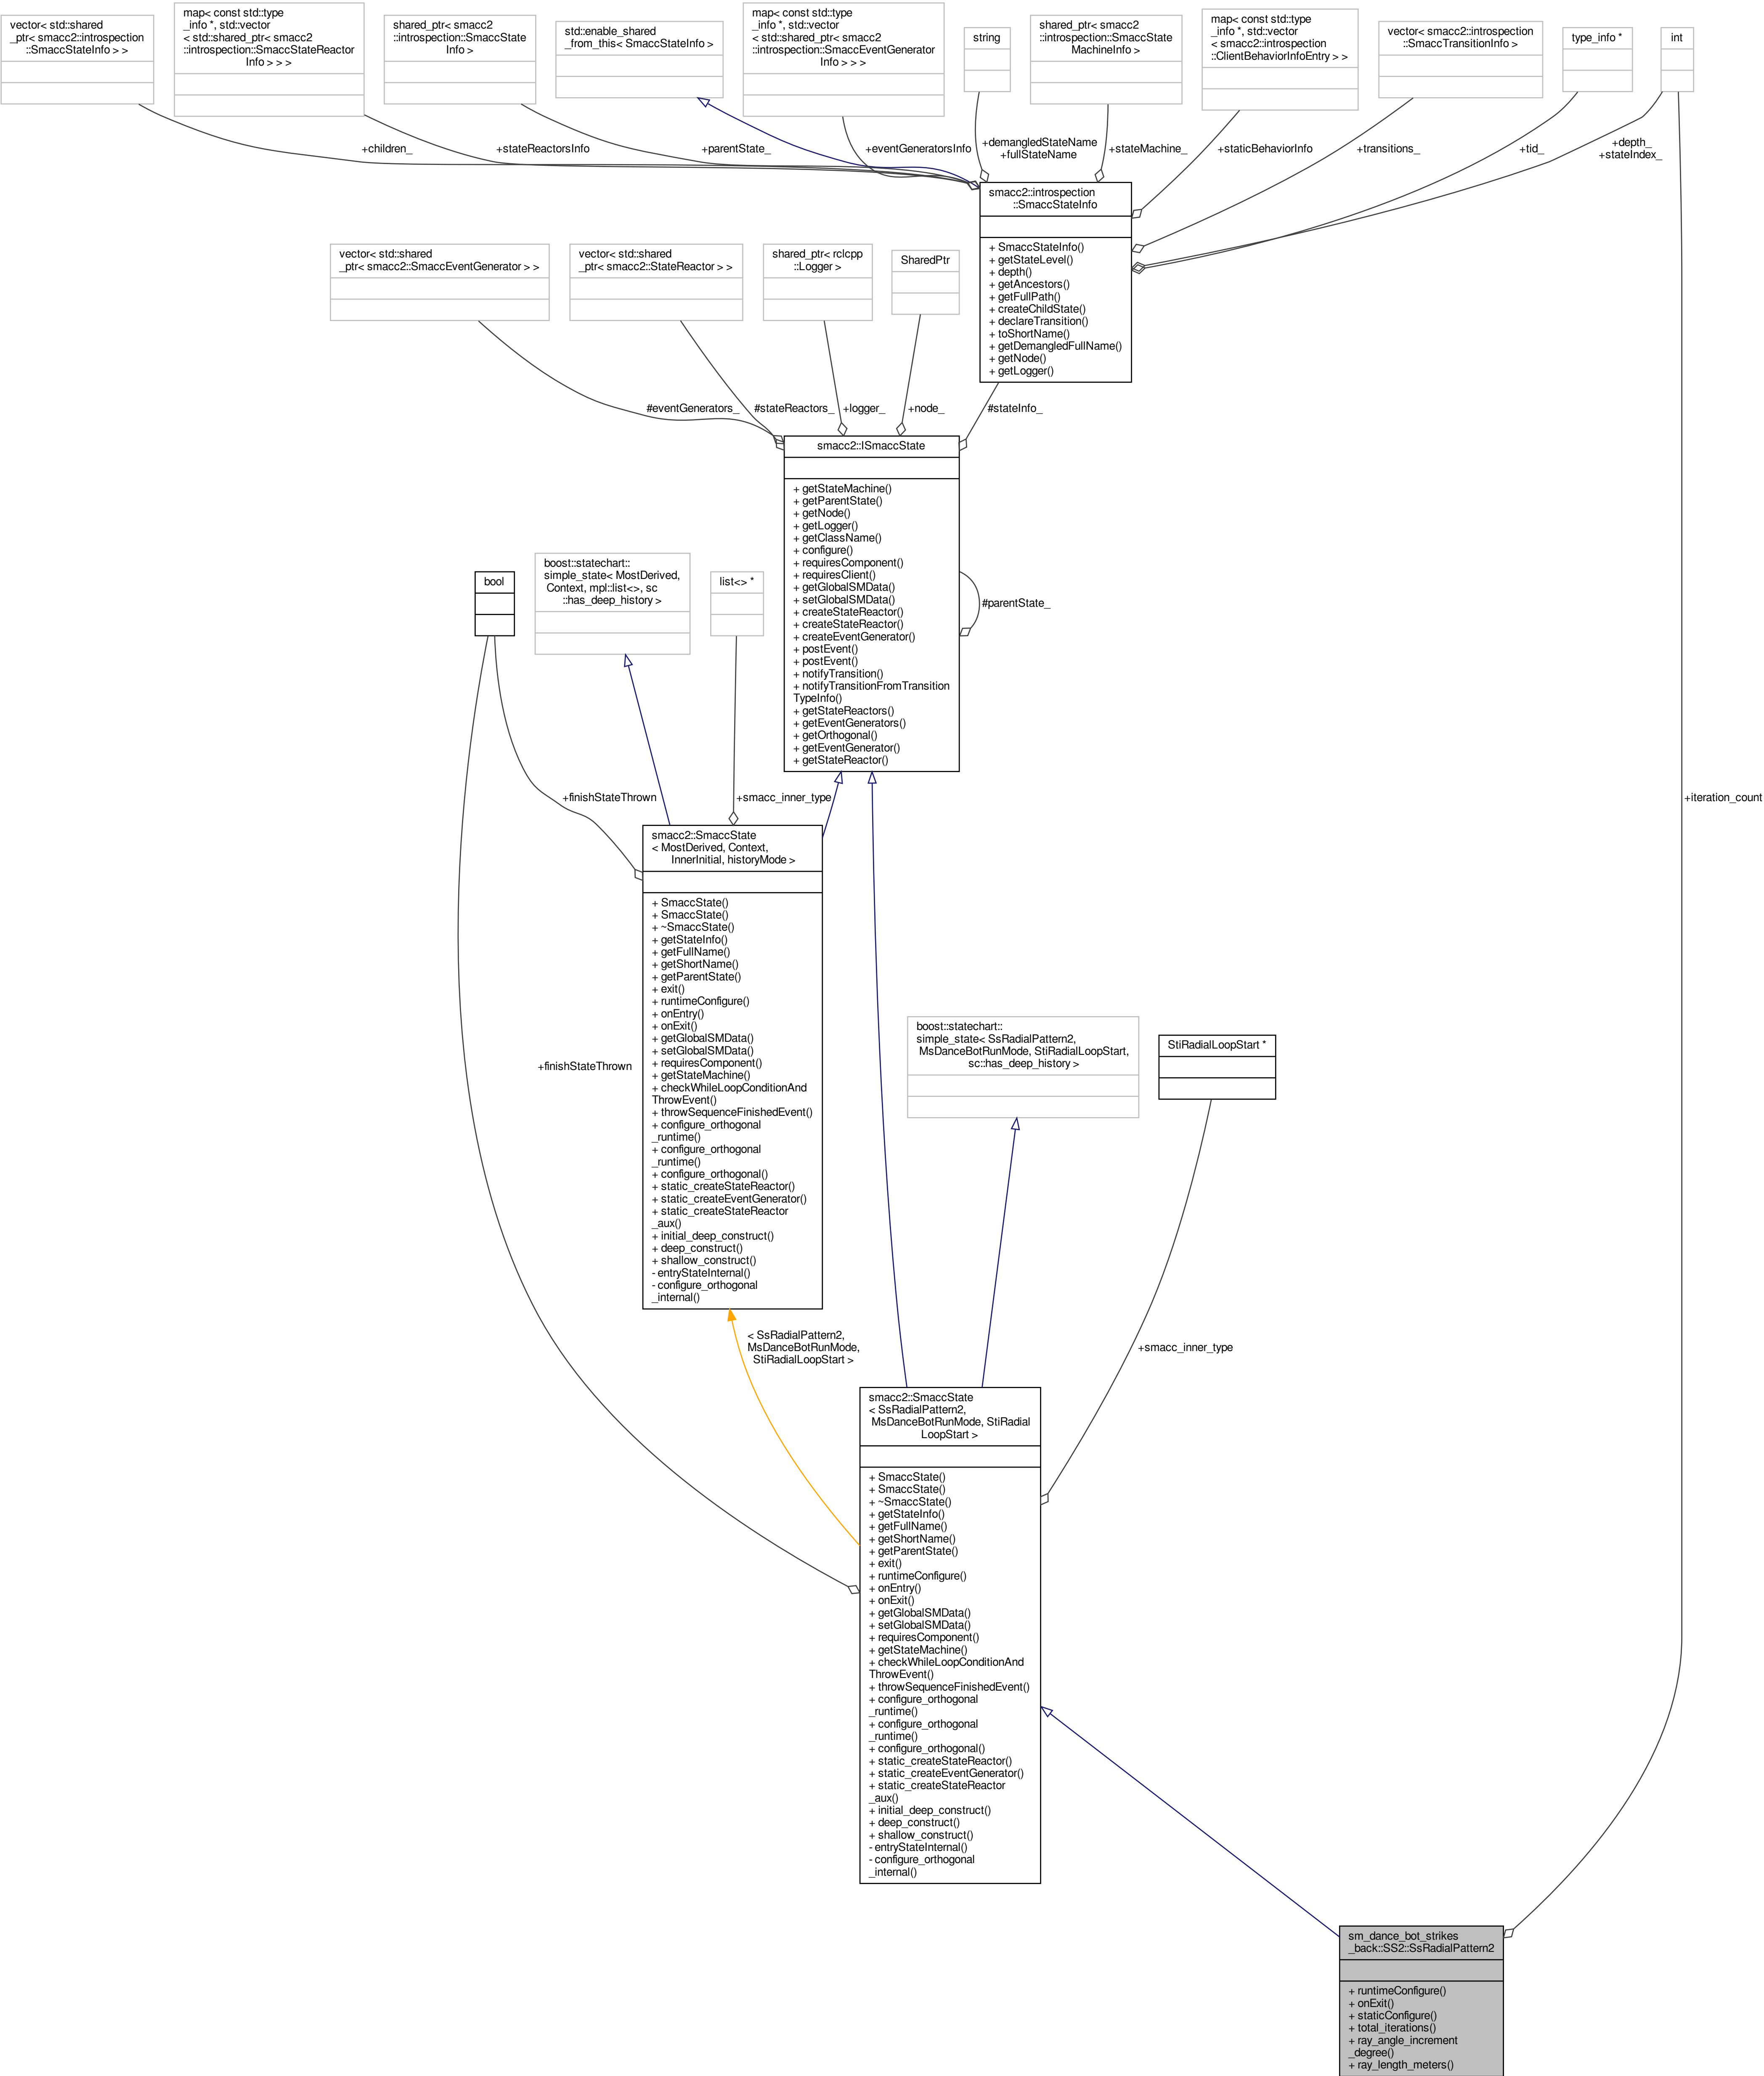 vector< std::shared
_ptr< smacc2::introspection
::SmaccStateInfo > >
map< const std::type
_info *, std::vector
< std::shared_ptr< smacc2
::introspection::SmaccStateReactor
Info > > >
shared_ptr< smacc2
::introspection::SmaccState
Info >
std::enable_shared
_from_this< SmaccStateInfo >
map< const std::type
_info *, std::vector
< std::shared_ptr< smacc2
::introspection::SmaccEventGenerator
Info > > >
string
shared_ptr< smacc2
::introspection::SmaccState
MachineInfo >
map< const std::type
_info *, std::vector
< smacc2::introspection
::ClientBehaviorInfoEntry > >
vector< smacc2::introspection
::SmaccTransitionInfo >
type_info *
int
+children_
+stateReactorsInfo
+parentState_
+eventGeneratorsInfo
+demangledStateName
+fullStateName
+stateMachine_
+staticBehaviorInfo
+transitions_
+tid_
+depth_
+stateIndex_
smacc2::introspection
::SmaccStateInfo
+ SmaccStateInfo()
+ getStateLevel()
+ depth()
+ getAncestors()
+ getFullPath()
+ createChildState()
+ declareTransition()
+ toShortName()
+ getDemangledFullName()
+ getNode()
+ getLogger()
vector< std::shared
_ptr< smacc2::SmaccEventGenerator > >
vector< std::shared
_ptr< smacc2::StateReactor > >
shared_ptr< rclcpp
::Logger >
SharedPtr
#eventGenerators_
#stateReactors_
+logger_
+node_
#stateInfo_
smacc2::ISmaccState
+ getStateMachine()
+ getParentState()
+ getNode()
+ getLogger()
+ getClassName()
+ configure()
+ requiresComponent()
+ requiresClient()
+ getGlobalSMData()
+ setGlobalSMData()
+ createStateReactor()
+ createStateReactor()
+ createEventGenerator()
+ postEvent()
+ postEvent()
+ notifyTransition()
+ notifyTransitionFromTransition
TypeInfo()
+ getStateReactors()
+ getEventGenerators()
+ getOrthogonal()
+ getEventGenerator()
+ getStateReactor()
#parentState_
bool
boost::statechart::
simple_state< MostDerived,
Context, mpl::list<>, sc
::has_deep_history >
list<> *
+finishStateThrown
+smacc_inner_type
+iteration_count
smacc2::SmaccState
< MostDerived, Context,
InnerInitial, historyMode >
+ SmaccState()
+ SmaccState()
+ ~SmaccState()
+ getStateInfo()
+ getFullName()
+ getShortName()
+ getParentState()
+ exit()
+ runtimeConfigure()
+ onEntry()
+ onExit()
+ getGlobalSMData()
+ setGlobalSMData()
+ requiresComponent()
+ getStateMachine()
+ checkWhileLoopConditionAnd
ThrowEvent()
+ throwSequenceFinishedEvent()
+ configure_orthogonal
_runtime()
+ configure_orthogonal
_runtime()
+ configure_orthogonal()
+ static_createStateReactor()
+ static_createEventGenerator()
+ static_createStateReactor
_aux()
+ initial_deep_construct()
+ deep_construct()
+ shallow_construct()
- entryStateInternal()
- configure_orthogonal
_internal()
+finishStateThrown
boost::statechart::
simple_state< SsRadialPattern2,
MsDanceBotRunMode, StiRadialLoopStart,
sc::has_deep_history >
StiRadialLoopStart *
< SsRadialPattern2,
MsDanceBotRunMode,
StiRadialLoopStart >
+smacc_inner_type
smacc2::SmaccState
< SsRadialPattern2,
MsDanceBotRunMode, StiRadial
LoopStart >
+ SmaccState()
+ SmaccState()
+ ~SmaccState()
+ getStateInfo()
+ getFullName()
+ getShortName()
+ getParentState()
+ exit()
+ runtimeConfigure()
+ onEntry()
+ onExit()
+ getGlobalSMData()
+ setGlobalSMData()
+ requiresComponent()
+ getStateMachine()
+ checkWhileLoopConditionAnd
ThrowEvent()
+ throwSequenceFinishedEvent()
+ configure_orthogonal
_runtime()
+ configure_orthogonal
_runtime()
+ configure_orthogonal()
+ static_createStateReactor()
+ static_createEventGenerator()
+ static_createStateReactor
_aux()
+ initial_deep_construct()
+ deep_construct()
+ shallow_construct()
- entryStateInternal()
- configure_orthogonal
_internal()
sm_dance_bot_strikes
_back::SS2::SsRadialPattern2
+ runtimeConfigure()
+ onExit()
+ staticConfigure()
+ total_iterations()
+ ray_angle_increment
_degree()
+ ray_length_meters()